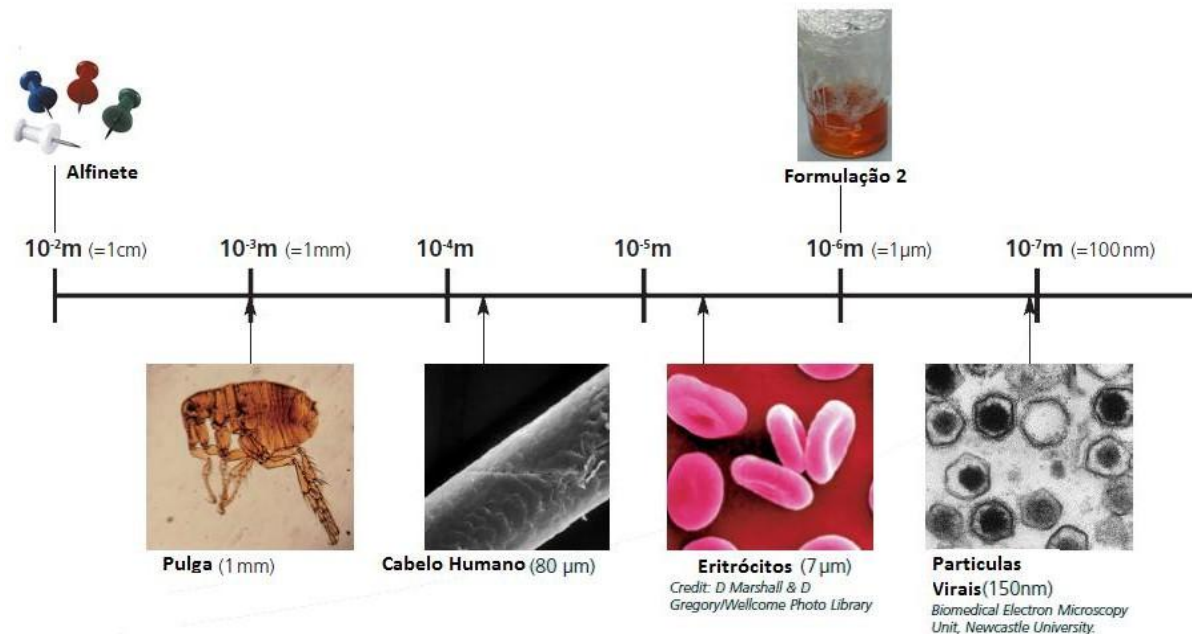 Alfinete
Formulação 2
10⁻²m (=1cm)
10⁻³m (=1mm)
10⁻⁴m
10⁻⁵m
10⁻⁶m (=1µm)
10⁻⁷m (=100nm)
Pulga (1mm)
Cabelo Humano (80 µm)
Eritrócitos (7µm)
Credit: D Marshall & D
Gregory/Wellcome Photo Library
Particulas
Virais(150nm)
Biomedical Electron Microscopy
Unit, Newcastle University.